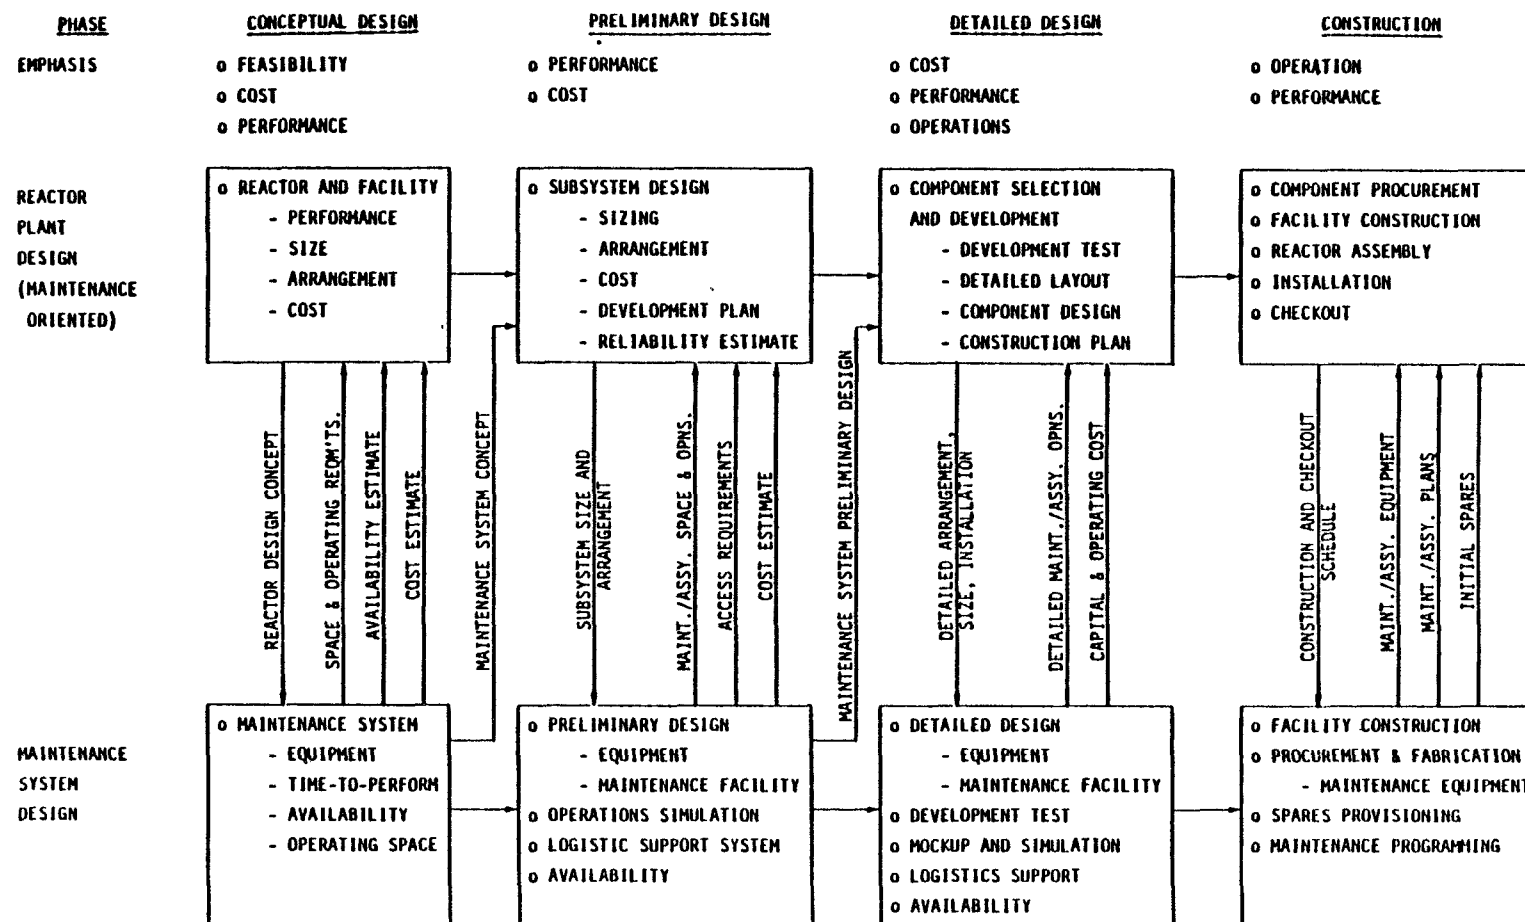 PHASE
CONCEPTUAL DESIGN
PRELIMINARY DESIGN
DETAILED DESIGN
CONSTRUCTION
EMPHASIS
o FEASIBILITY
o COST
o PERFORMANCE
o PERFORMANCE
o COST
o COST
o PERFORMANCE
o OPERATIONS
o OPERATION
o PERFORMANCE
REACTOR
PLANT
DESIGN
(MAINTENANCE
ORIENTED)
o REACTOR AND FACILITY
- PERFORMANCE
- SIZE
- ARRANGEMENT
- COST
o SUBSYSTEM DESIGN
- SIZING
- ARRANGEMENT
- COST
- DEVELOPMENT PLAN
- RELIABILITY ESTIMATE
o COMPONENT SELECTION
AND DEVELOPMENT
- DEVELOPMENT TEST
- DETAILED LAYOUT
- COMPONENT DESIGN
- CONSTRUCTION PLAN
o COMPONENT PROCUREMENT
o FACILITY CONSTRUCTION
o REACTOR ASSEMBLY
o INSTALLATION
o CHECKOUT
REACTOR DESIGN CONCEPT
SPACE & OPERATING REQM'TS.
AVAILABILITY ESTIMATE
COST ESTIMATE
MAINTENANCE SYSTEM CONCEPT
SUBSYSTEM SIZE AND
ARRANGEMENT
MAINT./ASSY. SPACE & OPNS.
ACCESS REQUIREMENTS
COST ESTIMATE
MAINTENANCE SYSTEM PRELIMINARY DESIGN
DETAILED ARRANGEMENT,
SIZE, INSTALLATION
DETAILED MAINT./ASSY. OPNS.
CAPITAL & OPERATING COST
CONSTRUCTION AND CHECKOUT
SCHEDULE
MAINT./ASSY. EQUIPMENT
MAINT./ASSY. PLANS
INITIAL SPARES
MAINTENANCE
SYSTEM
DESIGN
o MAINTENANCE SYSTEM
- EQUIPMENT
- TIME-TO-PERFORM
- AVAILABILITY
- OPERATING SPACE
o PRELIMINARY DESIGN
- EQUIPMENT
- MAINTENANCE FACILITY
o OPERATIONS SIMULATION
o LOGISTIC SUPPORT SYSTEM
o AVAILABILITY
o DETAILED DESIGN
- EQUIPMENT
- MAINTENANCE FACILITY
o DEVELOPMENT TEST
o MOCKUP AND SIMULATION
o LOGISTICS SUPPORT
o AVAILABILITY
o FACILITY CONSTRUCTION
o PROCUREMENT & FABRICATION
- MAINTENANCE EQUIPMENT
o SPARES PROVISIONING
o MAINTENANCE PROGRAMMING